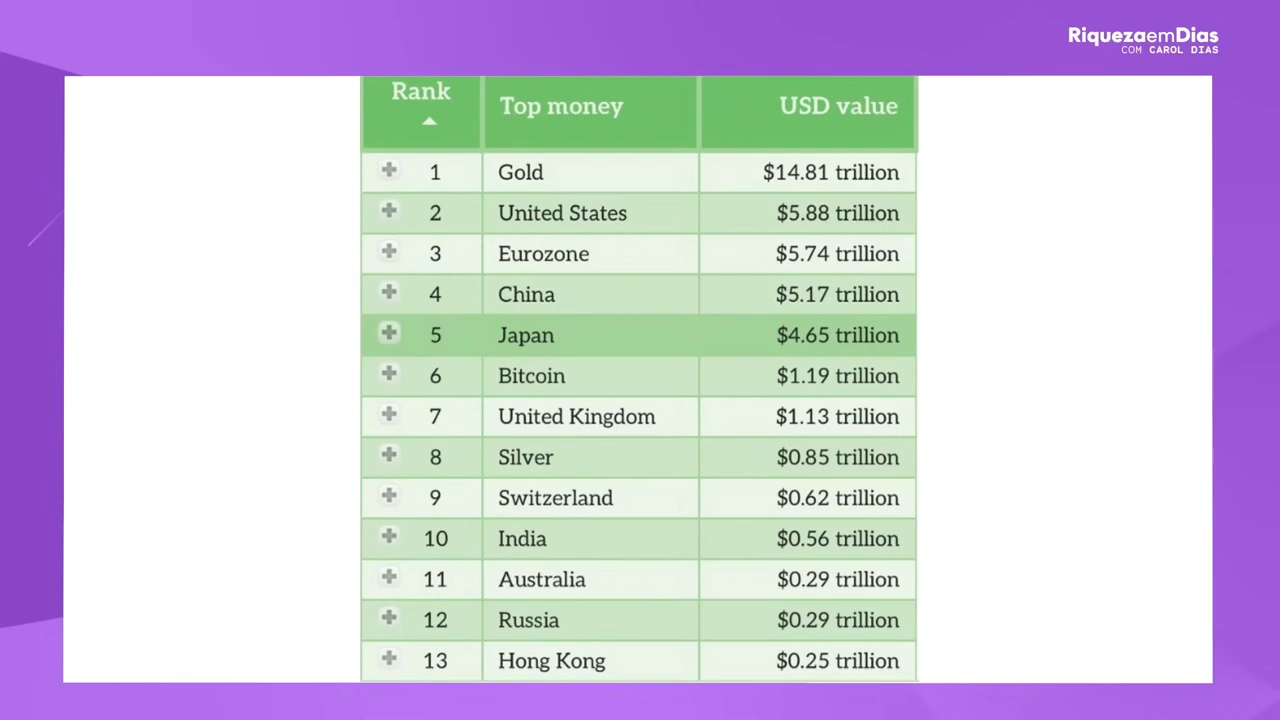 RiquezaemDias
COM CAROL DIAS
Rank Top money USD value
1 Gold $14.81 trillion
2 United States $5.88 trillion
3 Eurozone $5.74 trillion
4 China $5.17 trillion
5 Japan $4.65 trillion
6 Bitcoin $1.19 trillion
7 United Kingdom $1.13 trillion
8 Silver $0.85 trillion
9 Switzerland $0.62 trillion
10 India $0.56 trillion
11 Australia $0.29 trillion
12 Russia $0.29 trillion
13 Hong Kong $0.25 trillion